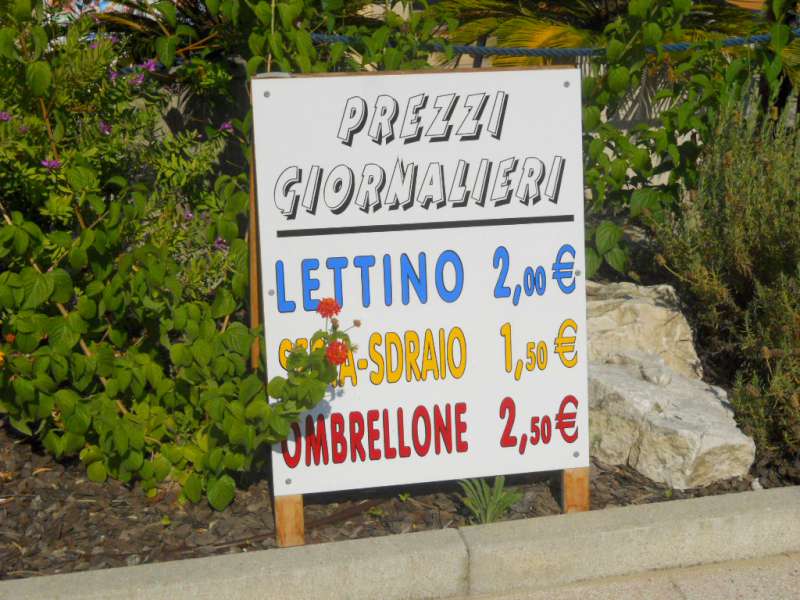 PREZZI
GIORNALIERI
LETTINO 2,00€
SDRAIO 1,50€
OMBRELLONE 2,50€